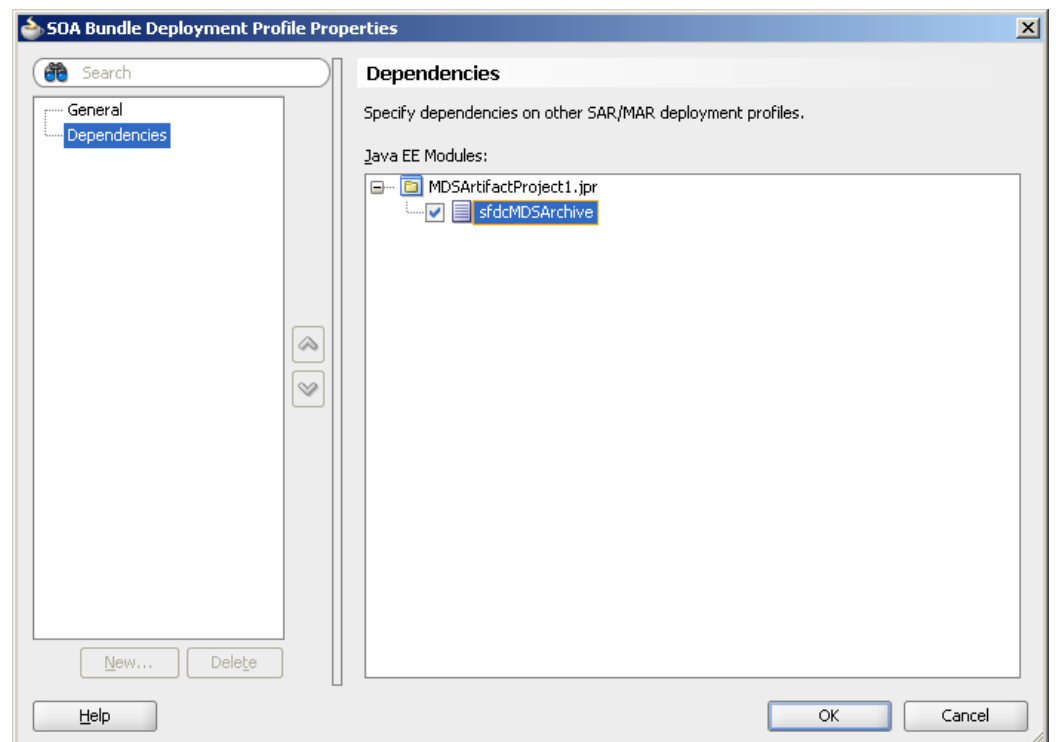 SOA Bundle Deployment Profile Properties
Search
General
Dependencies
New...
Delete
Dependencies
Specify dependencies on other SAR/MAR deployment profiles.
Java EE Modules:
MDSArtifactProject1.jpr
sfdcMDSArchive
Help
OK
Cancel